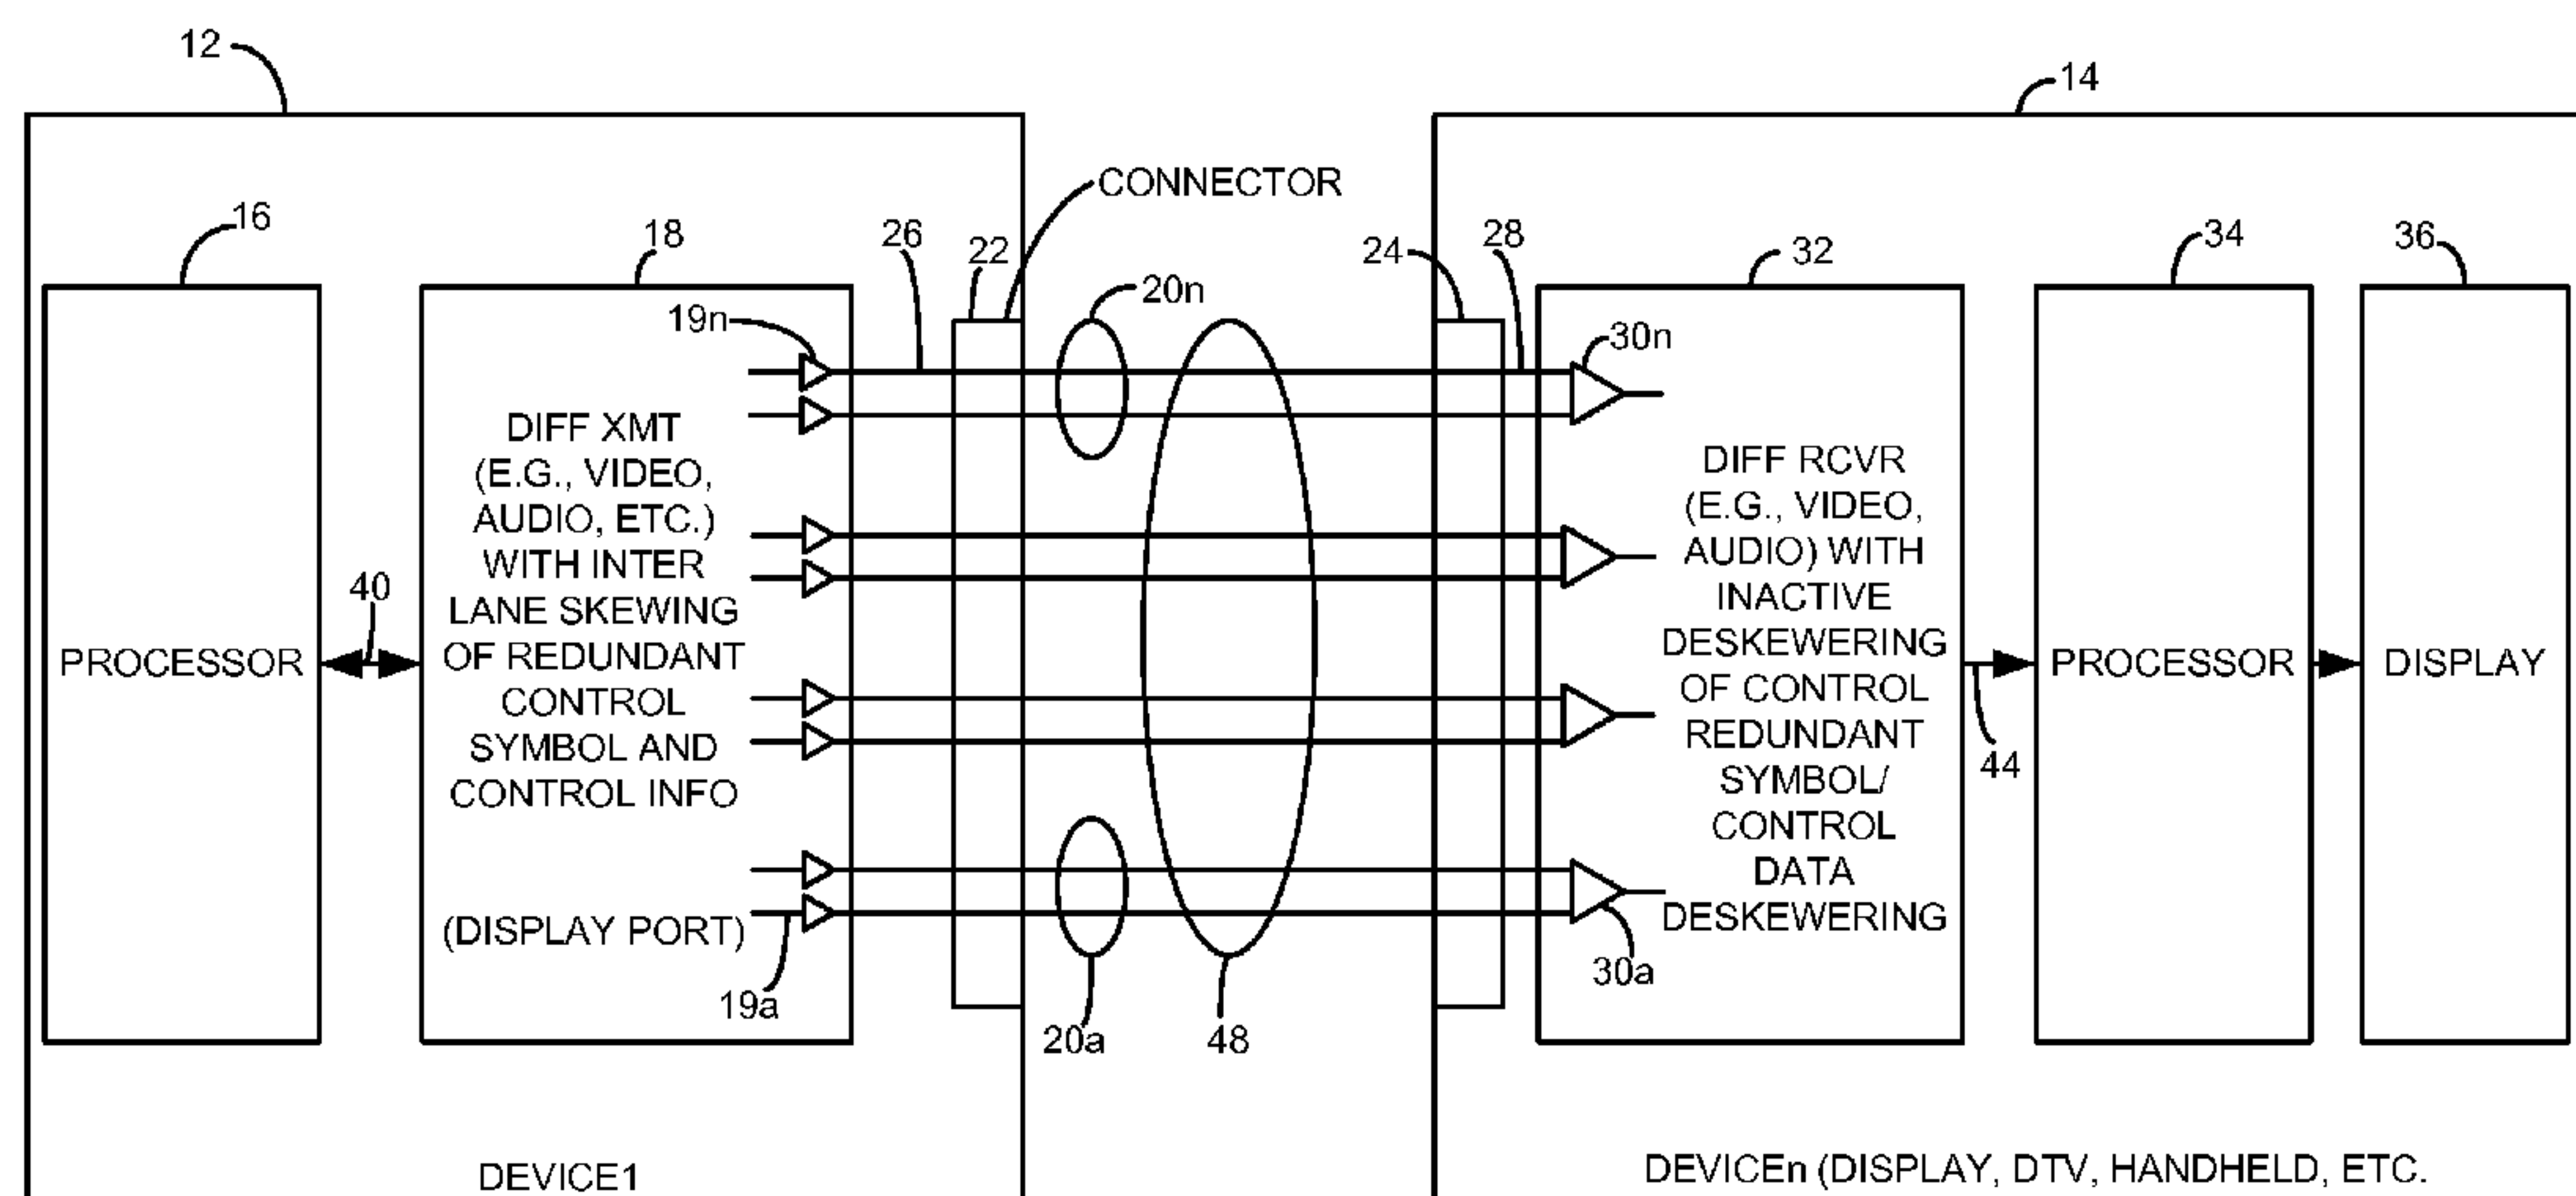 12
14
CONNECTOR
16
18
26
22
20n
24
28
32
34
36
19n
30n
DIFF XMT
(E.G., VIDEO,
AUDIO, ETC.)
WITH INTER
LANE SKEWING
OF REDUNDANT
CONTROL
SYMBOL AND
CONTROL INFO
(DISPLAY PORT)
DIFF RCVR
(E.G., VIDEO,
AUDIO) WITH
INACTIVE
DESKEWERING
OF CONTROL
REDUNDANT
SYMBOL/
CONTROL
DATA
DESKEWERING
40
PROCESSOR
PROCESSOR
DISPLAY
44
19a
20a
48
30a
DEVICE1
DEVICEn (DISPLAY, DTV, HANDHELD, ETC.